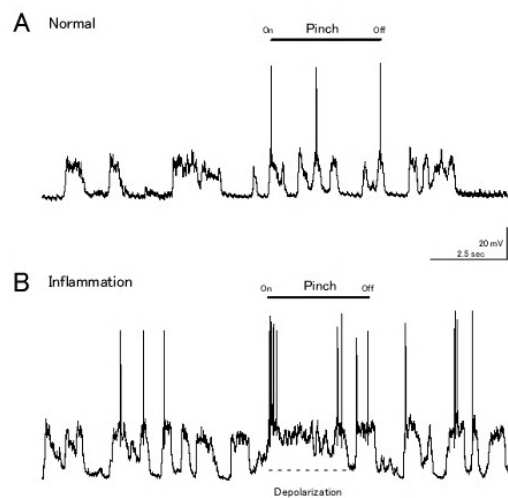 A Normal
On Pinch Off
20 mV
2.5 sec
B Inflammation
On Pinch Off
Depolarization